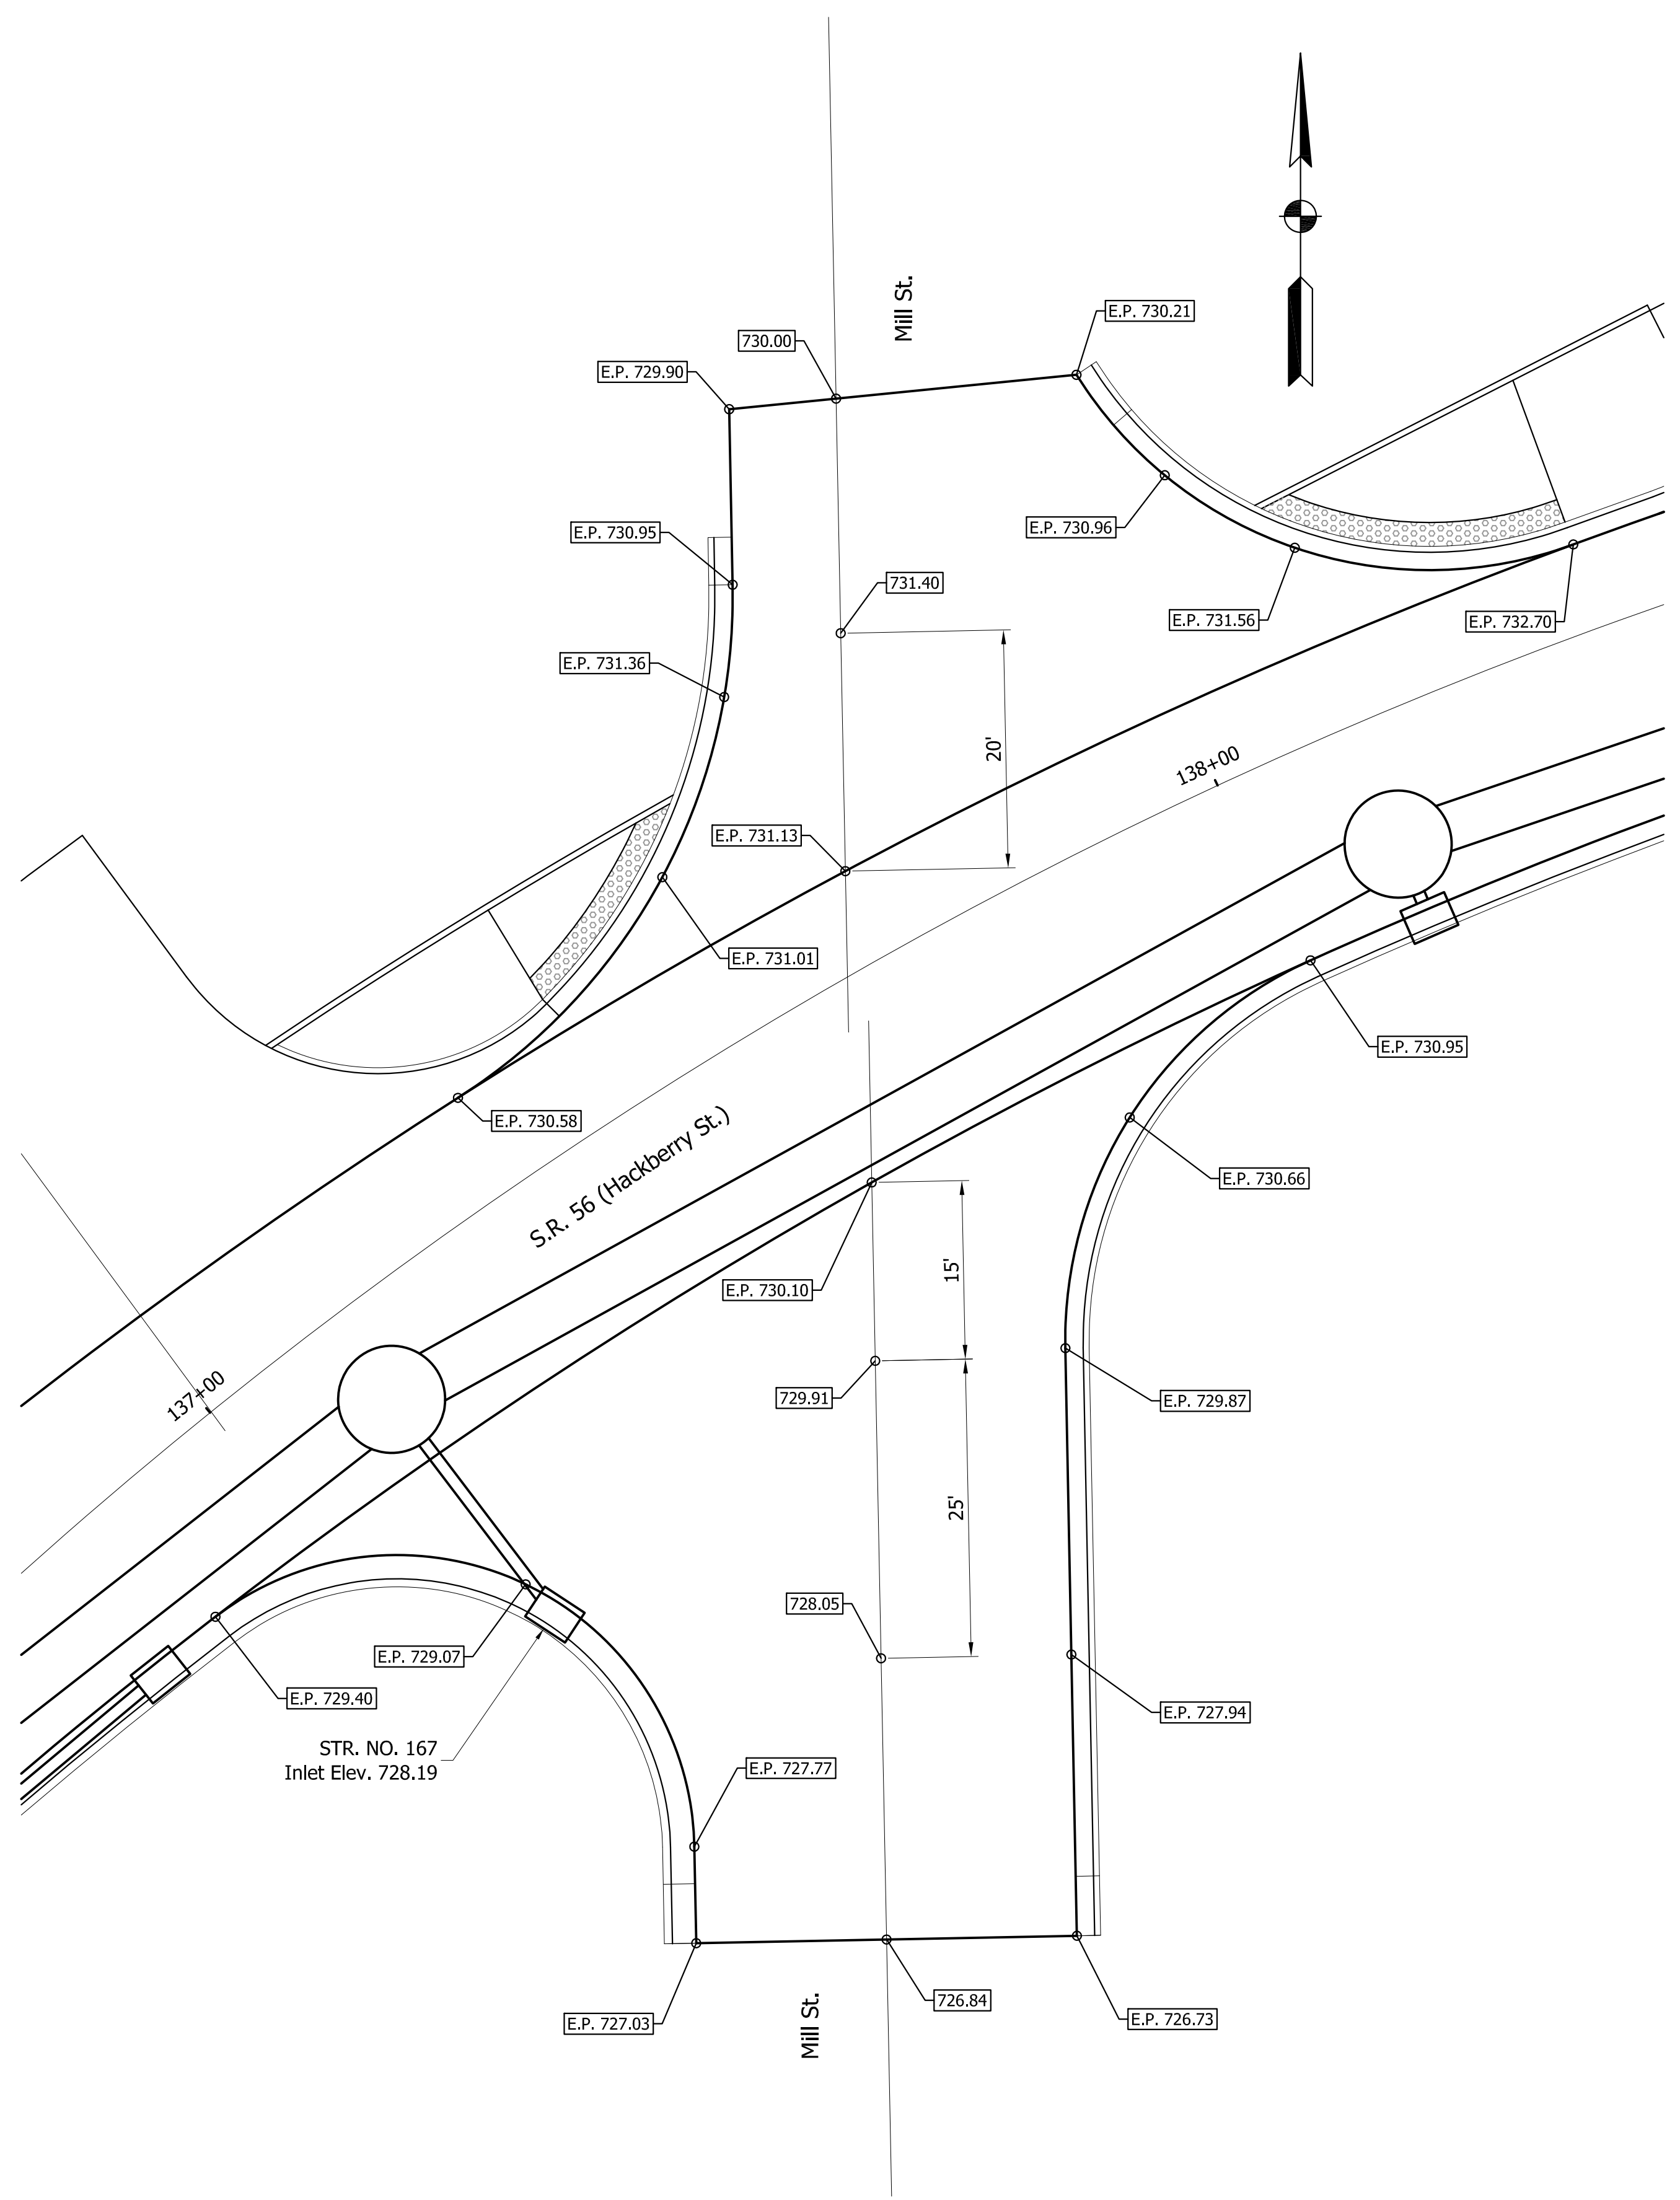 Mill St.
E.P. 730.21
730.00
E.P. 729.90
E.P. 730.96
E.P. 730.95
731.40
E.P. 731.56
E.P. 732.70
E.P. 731.36
20'
138+00
E.P. 731.13
E.P. 731.01
E.P. 730.95
E.P. 730.58
S.R. 56 (Hackberry St.)
E.P. 730.66
15'
E.P. 730.10
137+00
729.91
E.P. 729.87
25'
728.05
E.P. 729.07
E.P. 729.40
E.P. 727.94
STR. NO. 167
Inlet Elev. 728.19
E.P. 727.77
726.84
E.P. 727.03
Mill St.
E.P. 726.73